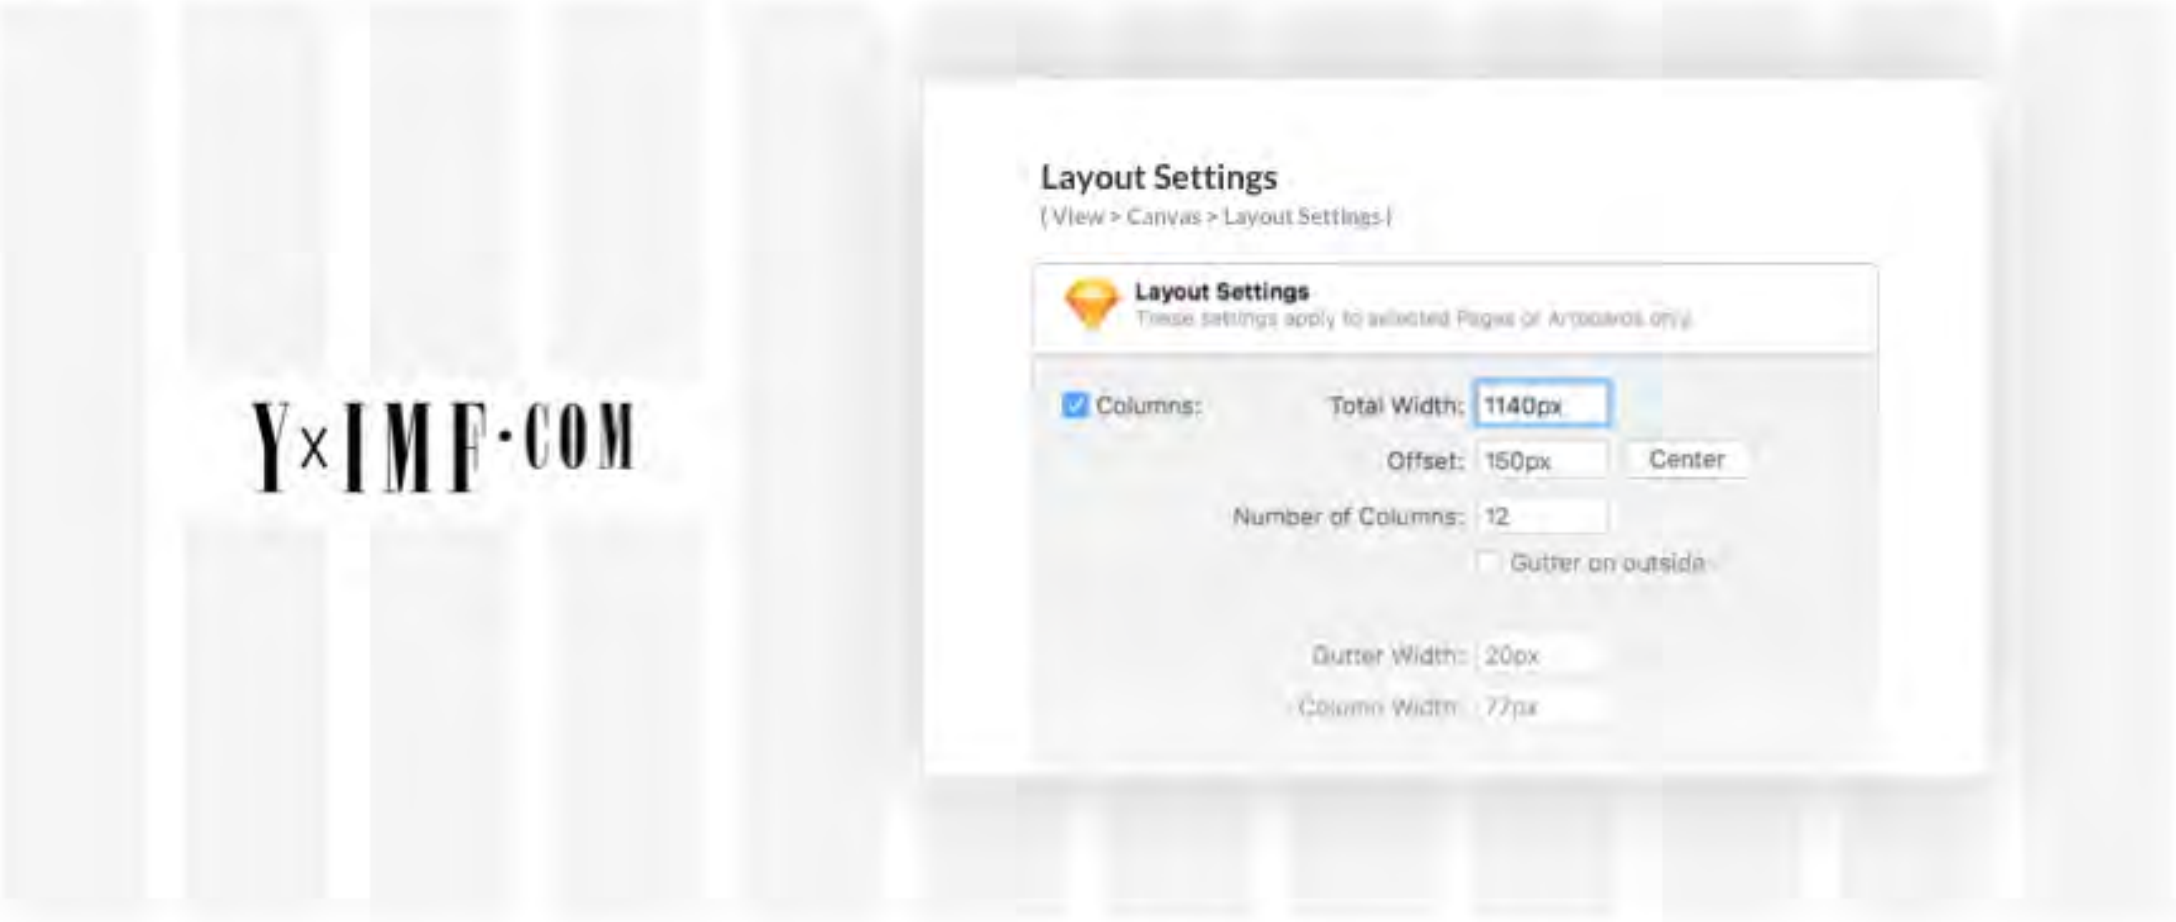 Layout Settings
( View > Canvas > Layout Settings )
Layout Settings
These settings apply to selected Pages or Artboards only.
Columns:
Total Width: 1140px
Offset: 150px Center
Number of Columns: 12
Gutter on outside
Gutter Width: 20px
Column Width: 77px
Y×IMF·COM